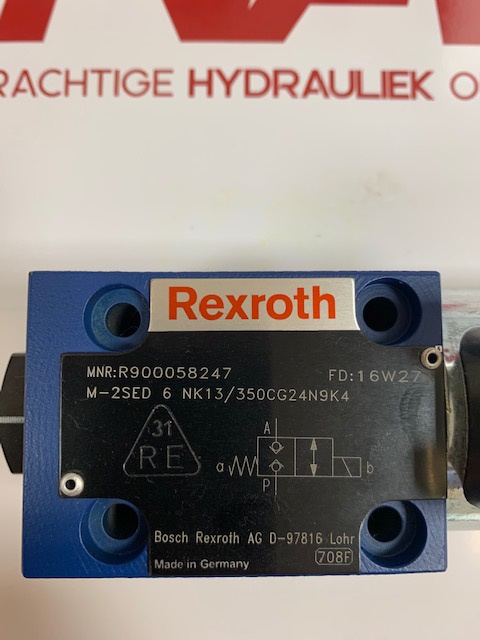 RACHTIGE HYDRAULIEK O
Rexroth
MNR:R900058247 FD:16W27
M-2SED 6 NK13/350CG24N9K4
31
RE
A
a b
P
Bosch Rexroth AG D-97816 Lohr
Made in Germany 708F